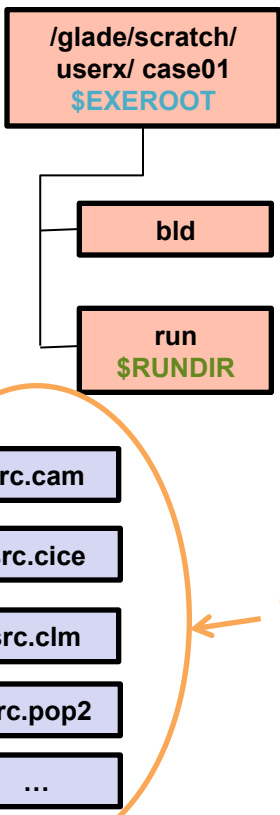 /glade/scratch/
userx/ case01
$EXEROOT
bld
run
$RUNDIR
rc.cam
rc.cice
rc.clm
rc.pop2
...